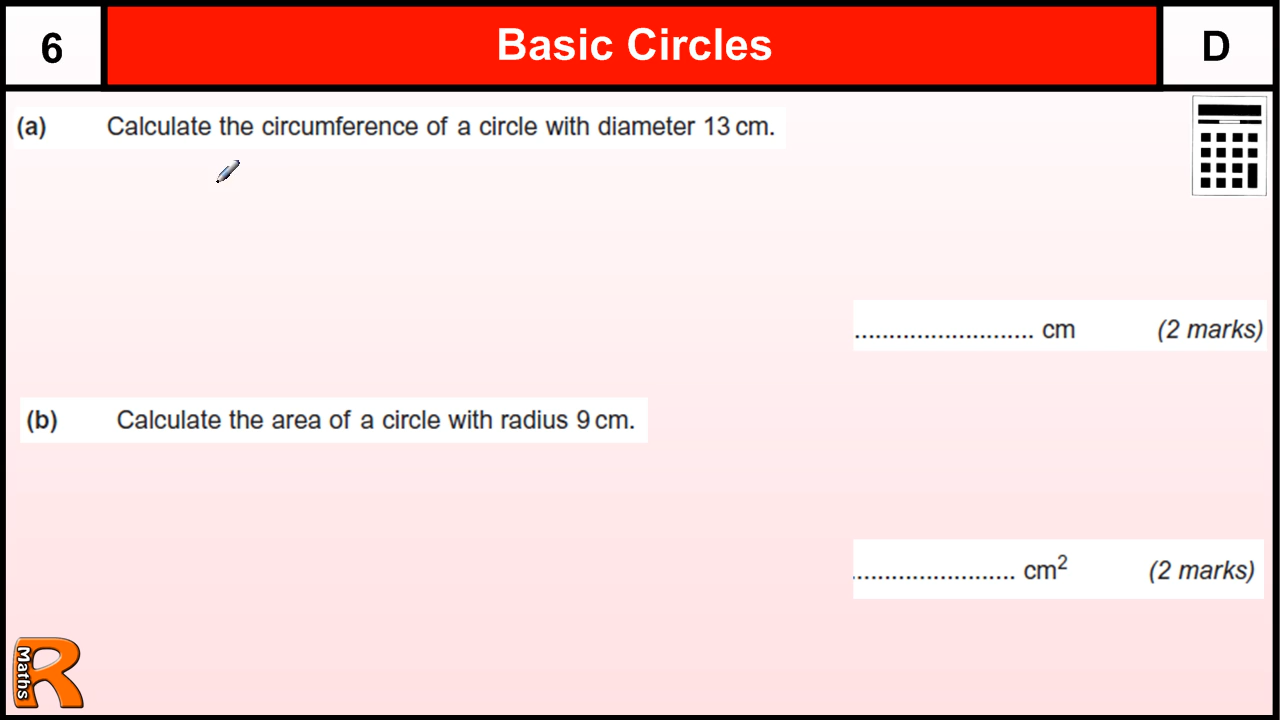 6
Basic Circles
D
(a) Calculate the circumference of a circle with diameter 13 cm.
.......................... cm (2 marks)
(b) Calculate the area of a circle with radius 9 cm.
........................ cm² (2 marks)
R
Maths